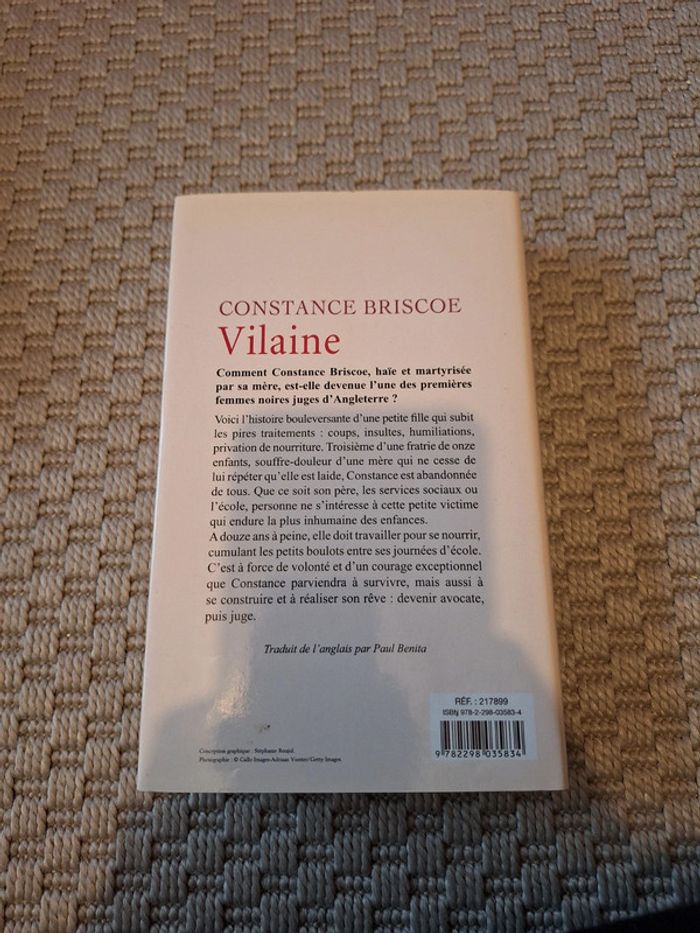 CONSTANCE BRISCOE
Vilaine
Comment Constance Briscoe, haïe et martyrisée
par sa mère, est-elle devenue l'une des premières
femmes noires juges d'Angleterre ?
Voici l'histoire bouleversante d'une petite fille qui subit
les pires traitements : coups, insultes, humiliations,
privation de nourriture. Troisième d'une fratrie de onze
enfants, souffre-douleur d'une mère qui ne cesse de
lui répéter qu'elle est laide, Constance est abandonnée
de tous. Que ce soit son père, les services sociaux ou
l'école, personne ne s'intéresse à cette petite victime
qui endure la plus inhumaine des enfances.
A douze ans à peine, elle doit travailler pour se nourrir,
cumulant les petits boulots entre ses journées d'école.
C'est à force de volonté et d'un courage exceptionnel
que Constance parviendra à survivre, mais aussi à
se construire et à réaliser son rêve : devenir avocate,
puis juge.
Traduit de l'anglais par Paul Benita
RÉF. : 217899
ISBN 978-2-298-03583-4
9782298035834
Conception graphique : Stéphanie Roujol
Photographie : © Gallo Images-Adriaan Vorster/Getty Images